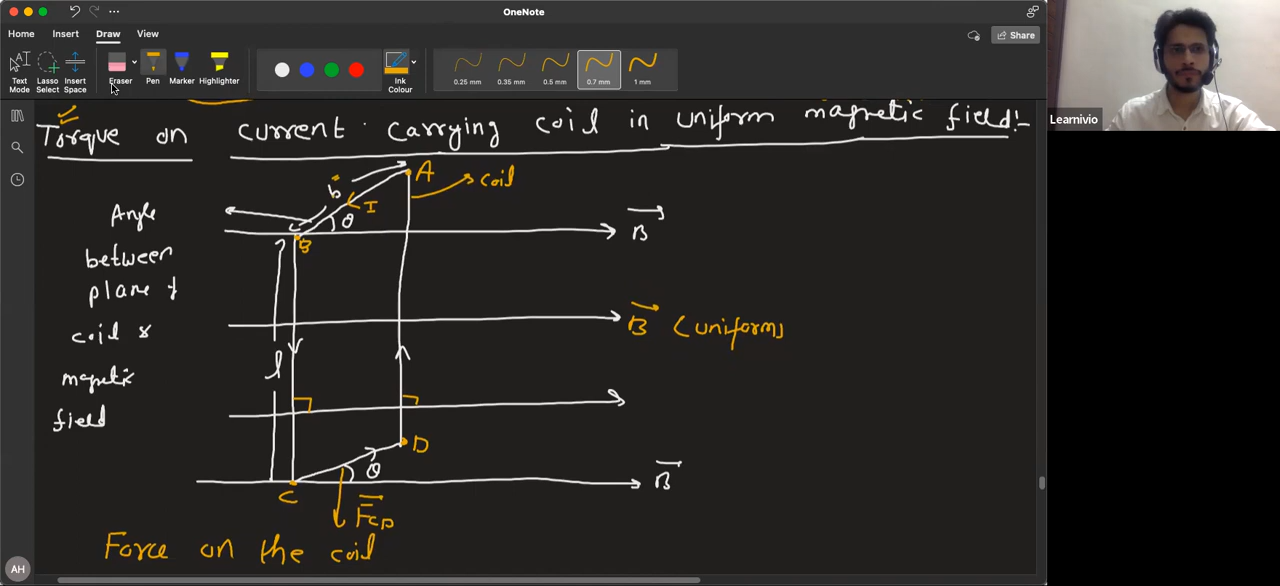 OneNote
Home Insert Draw View
Share
Text Mode
Lasso Select
Insert Space
Eraser
Pen
Marker
Highlighter
Ink Colour
0.25 mm
0.35 mm
0.5 mm
0.7 mm
1 mm
Learnivio
Torque on current carrying coil in uniform magnetic field!-
A
coil
b
I
θ
B
B
Angle
between
plane of
coil &
magnetic
field
B (uniform)
l
D
θ
B
C
F_CD
Force on the coil
AH